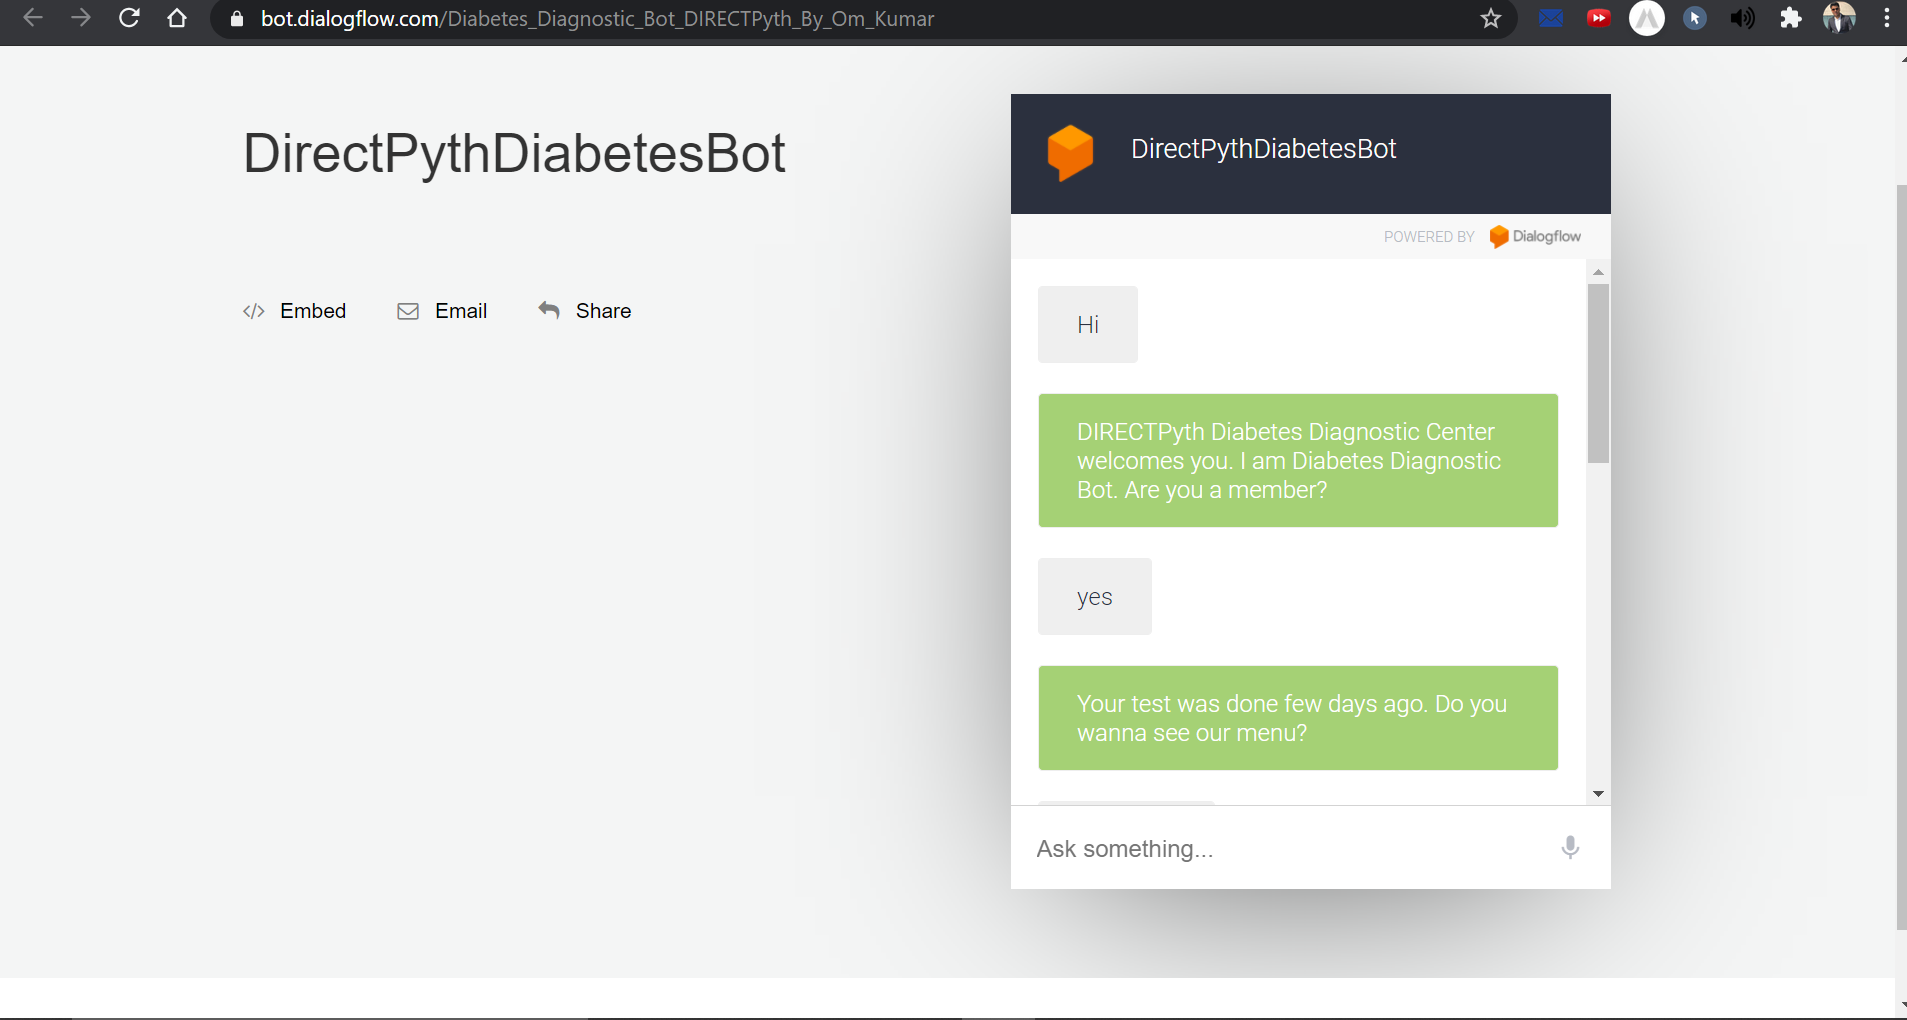 bot.dialogflow.com/Diabetes_Diagnostic_Bot_DIRECTPyth_By_Om_Kumar
DirectPythDiabetesBot
Embed
Email
Share
DirectPythDiabetesBot
POWERED BY Dialogflow
Hi
DIRECTPyth Diabetes Diagnostic Center
welcomes you. I am Diabetes Diagnostic
Bot. Are you a member?
yes
Your test was done few days ago. Do you
wanna see our menu?
Ask something...